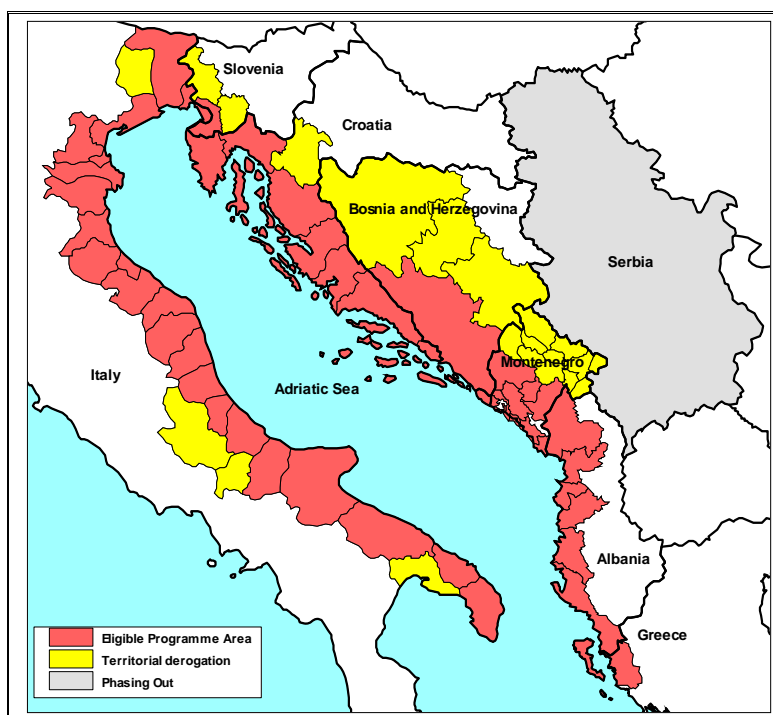 Slovenia
Croatia
Bosnia and Herzegovina
Serbia
Montenegro
Italy
Adriatic Sea
Albania
Greece
Eligible Programme Area
Territorial derogation
Phasing Out